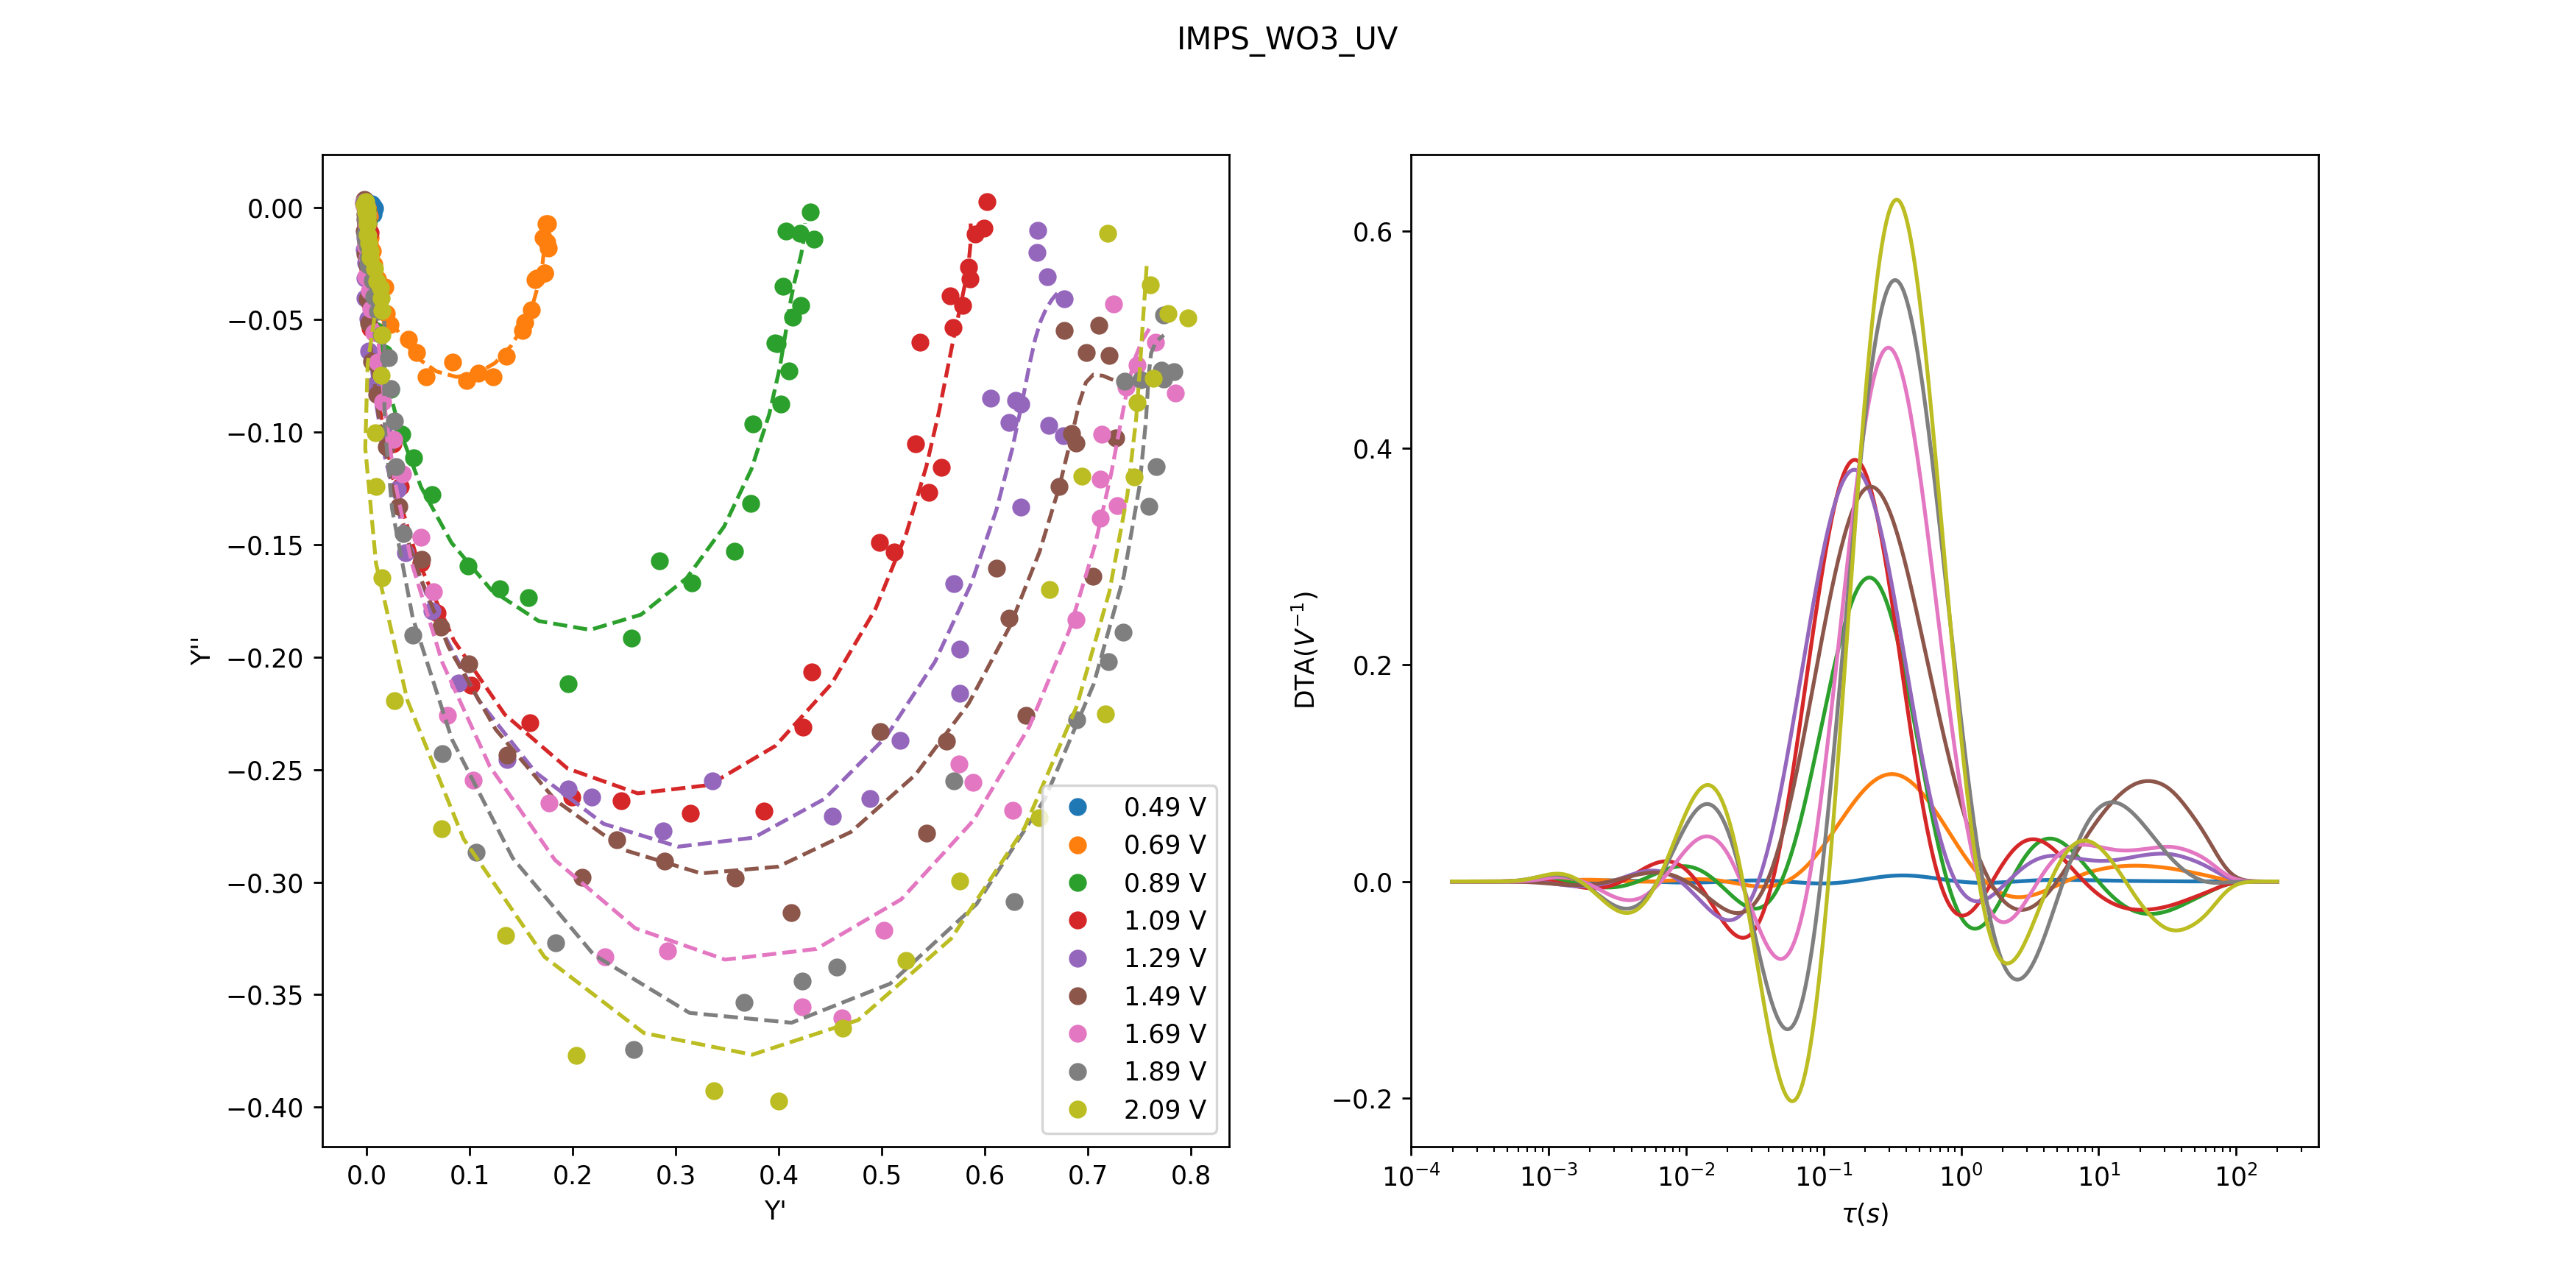 IMPS_WO3_UV
0.00
−0.05
−0.10
−0.15
−0.20
−0.25
−0.30
−0.35
−0.40
Y''
0.0 0.1 0.2 0.3 0.4 0.5 0.6 0.7 0.8
Y'
0.49 V
0.69 V
0.89 V
1.09 V
1.29 V
1.49 V
1.69 V
1.89 V
2.09 V
0.6
0.4
0.2
0.0
−0.2
DTA(V⁻¹)
10⁻⁴ 10⁻³ 10⁻² 10⁻¹ 10⁰ 10¹ 10²
τ(s)